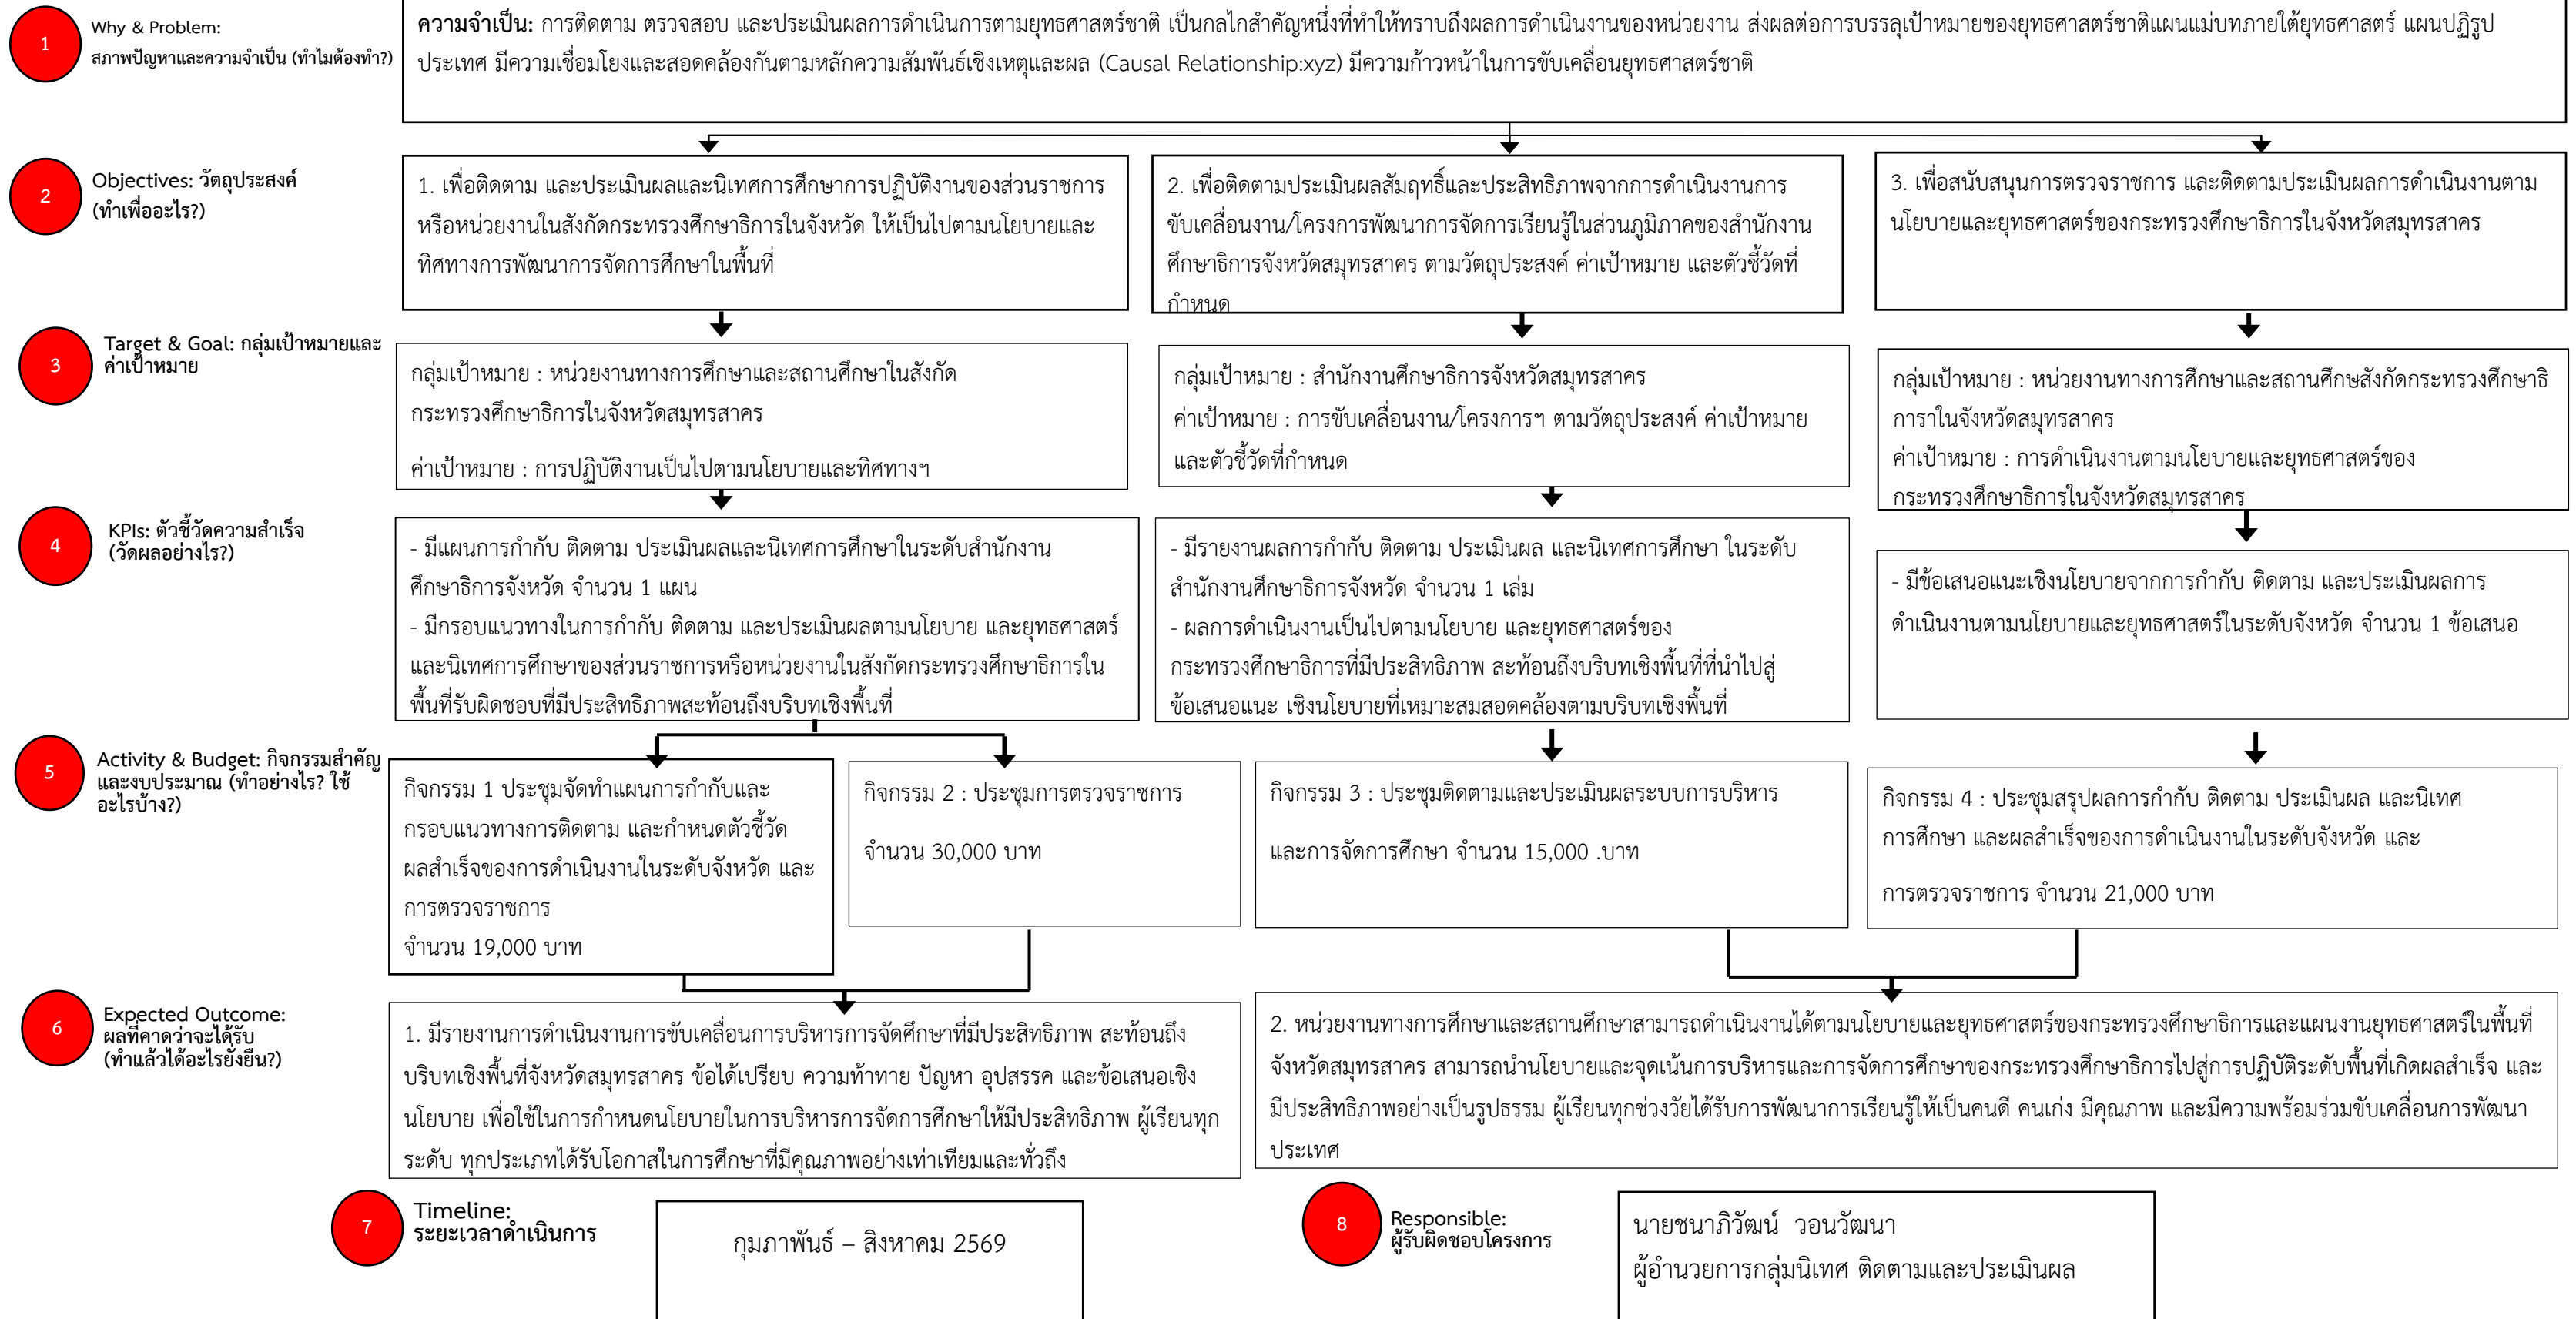 1
Why & Problem:
สภาพปัญหาและความจำเป็น (ทำไมต้องทำ?)
ความจำเป็น: การติดตาม ตรวจสอบ และประเมินผลการดำเนินการตามยุทธศาสตร์ชาติ เป็นกลไกสำคัญหนึ่งที่ทำให้ทราบถึงผลการดำเนินงานของหน่วยงาน ส่งผลต่อการบรรลุเป้าหมายของยุทธศาสตร์ชาติแผนแม่บทภายใต้ยุทธศาสตร์ แผนปฏิรูป
ประเทศ มีความเชื่อมโยงและสอดคล้องกันตามหลักความสัมพันธ์เชิงเหตุและผล (Causal Relationship:xyz) มีความก้าวหน้าในการขับเคลื่อนยุทธศาสตร์ชาติ
2
Objectives: วัตถุประสงค์
(ทำเพื่ออะไร?)
1. เพื่อติดตาม และประเมินผลและนิเทศการศึกษาการปฏิบัติงานของส่วนราชการ
หรือหน่วยงานในสังกัดกระทรวงศึกษาธิการในจังหวัด ให้เป็นไปตามนโยบายและ
ทิศทางการพัฒนาการจัดการศึกษาในพื้นที่
2. เพื่อติดตามประเมินผลสัมฤทธิ์และประสิทธิภาพจากการดำเนินงานการ
ขับเคลื่อนงาน/โครงการพัฒนาการจัดการเรียนรู้ในส่วนภูมิภาคของสำนักงาน
ศึกษาธิการจังหวัดสมุทรสาคร ตามวัตถุประสงค์ ค่าเป้าหมาย และตัวชี้วัดที่
กำหนด
3. เพื่อสนับสนุนการตรวจราชการ และติดตามประเมินผลการดำเนินงานตาม
นโยบายและยุทธศาสตร์ของกระทรวงศึกษาธิการในจังหวัดสมุทรสาคร
3
Target & Goal: กลุ่มเป้าหมายและ
ค่าเป้าหมาย
กลุ่มเป้าหมาย : หน่วยงานทางการศึกษาและสถานศึกษาในสังกัด
กระทรวงศึกษาธิการในจังหวัดสมุทรสาคร
ค่าเป้าหมาย : การปฏิบัติงานเป็นไปตามนโยบายและทิศทางฯ
กลุ่มเป้าหมาย : สำนักงานศึกษาธิการจังหวัดสมุทรสาคร
ค่าเป้าหมาย : การขับเคลื่อนงาน/โครงการฯ ตามวัตถุประสงค์ ค่าเป้าหมาย
และตัวชี้วัดที่กำหนด
กลุ่มเป้าหมาย : หน่วยงานทางการศึกษาและสถานศึกษสังกัดกระทรวงศึกษาธิ
การาในจังหวัดสมุทรสาคร
ค่าเป้าหมาย : การดำเนินงานตามนโยบายและยุทธศาสตร์ของ
กระทรวงศึกษาธิการในจังหวัดสมุทรสาคร
4
KPIs: ตัวชี้วัดความสำเร็จ
(วัดผลอย่างไร?)
- มีแผนการกำกับ ติดตาม ประเมินผลและนิเทศการศึกษาในระดับสำนักงาน
ศึกษาธิการจังหวัด จำนวน 1 แผน
- มีกรอบแนวทางในการกำกับ ติดตาม และประเมินผลตามนโยบาย และยุทธศาสตร์
และนิเทศการศึกษาของส่วนราชการหรือหน่วยงานในสังกัดกระทรวงศึกษาธิการใน
พื้นที่รับผิดชอบที่มีประสิทธิภาพสะท้อนถึงบริบทเชิงพื้นที่
- มีรายงานผลการกำกับ ติดตาม ประเมินผล และนิเทศการศึกษา ในระดับ
สำนักงานศึกษาธิการจังหวัด จำนวน 1 เล่ม
- ผลการดำเนินงานเป็นไปตามนโยบาย และยุทธศาสตร์ของ
กระทรวงศึกษาธิการที่มีประสิทธิภาพ สะท้อนถึงบริบทเชิงพื้นที่ที่นำไปสู่
ข้อเสนอแนะ เชิงนโยบายที่เหมาะสมสอดคล้องตามบริบทเชิงพื้นที่
- มีข้อเสนอแนะเชิงนโยบายจากการกำกับ ติดตาม และประเมินผลการ
ดำเนินงานตามนโยบายและยุทธศาสตร์ในระดับจังหวัด จำนวน 1 ข้อเสนอ
5
Activity & Budget: กิจกรรมสำคัญ
และงบประมาณ (ทำอย่างไร? ใช้
อะไรบ้าง?)
กิจกรรม 1 ประชุมจัดทำแผนการกำกับและ
กรอบแนวทางการติดตาม และกำหนดตัวชี้วัด
ผลสำเร็จของการดำเนินงานในระดับจังหวัด และ
การตรวจราชการ
จำนวน 19,000 บาท
กิจกรรม 2 : ประชุมการตรวจราชการ
จำนวน 30,000 บาท
กิจกรรม 3 : ประชุมติดตามและประเมินผลระบบการบริหาร
และการจัดการศึกษา จำนวน 15,000 .บาท
กิจกรรม 4 : ประชุมสรุปผลการกำกับ ติดตาม ประเมินผล และนิเทศ
การศึกษา และผลสำเร็จของการดำเนินงานในระดับจังหวัด และ
การตรวจราชการ จำนวน 21,000 บาท
6
Expected Outcome:
ผลที่คาดว่าจะได้รับ
(ทำแล้วได้อะไรยั่งยืน?)
1. มีรายงานการดำเนินงานการขับเคลื่อนการบริหารการจัดศึกษาที่มีประสิทธิภาพ สะท้อนถึง
บริบทเชิงพื้นที่จังหวัดสมุทรสาคร ข้อได้เปรียบ ความท้าทาย ปัญหา อุปสรรค และข้อเสนอเชิง
นโยบาย เพื่อใช้ในการกำหนดนโยบายในการบริหารการจัดการศึกษาให้มีประสิทธิภาพ ผู้เรียนทุก
ระดับ ทุกประเภทได้รับโอกาสในการศึกษาที่มีคุณภาพอย่างเท่าเทียมและทั่วถึง
2. หน่วยงานทางการศึกษาและสถานศึกษาสามารถดำเนินงานได้ตามนโยบายและยุทธศาสตร์ของกระทรวงศึกษาธิการและแผนงานยุทธศาสตร์ในพื้นที่
จังหวัดสมุทรสาคร สามารถนำนโยบายและจุดเน้นการบริหารและการจัดการศึกษาของกระทรวงศึกษาธิการไปสู่การปฏิบัติระดับพื้นที่เกิดผลสำเร็จ และ
มีประสิทธิภาพอย่างเป็นรูปธรรม ผู้เรียนทุกช่วงวัยได้รับการพัฒนาการเรียนรู้ให้เป็นคนดี คนเก่ง มีคุณภาพ และมีความพร้อมร่วมขับเคลื่อนการพัฒนา
ประเทศ
7
Timeline:
ระยะเวลาดำเนินการ
กุมภาพันธ์ – สิงหาคม 2569
8
Responsible:
ผู้รับผิดชอบโครงการ
นายชนาภิวัฒน์ วอนวัฒนา
ผู้อำนวยการกลุ่มนิเทศ ติดตามและประเมินผล